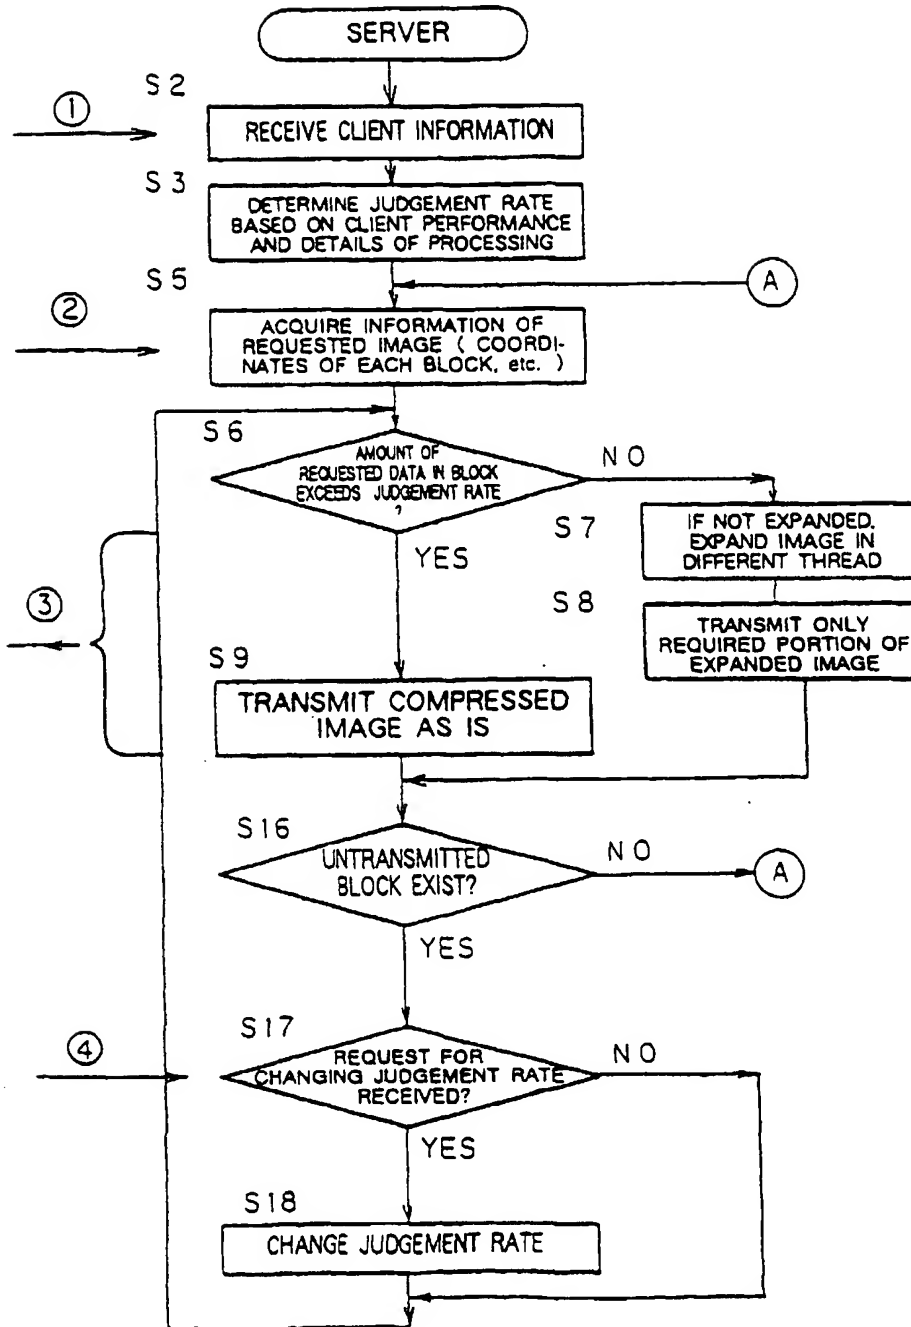 SERVER
S2
①
RECEIVE CLIENT INFORMATION
S3
DETERMINE JUDGEMENT RATE
BASED ON CLIENT PERFORMANCE
AND DETAILS OF PROCESSING
S5
A
②
ACQUIRE INFORMATION OF
REQUESTED IMAGE ( COORDI-
NATES OF EACH BLOCK, etc. )
S6
AMOUNT OF
REQUESTED DATA IN BLOCK
EXCEEDS JUDGEMENT RATE
?
NO
YES
S7
IF NOT EXPANDED,
EXPAND IMAGE IN
DIFFERENT THREAD
③
S8
TRANSMIT ONLY
REQUIRED PORTION OF
EXPANDED IMAGE
S9
TRANSMIT COMPRESSED
IMAGE AS IS
S16
UNTRANSMITTED
BLOCK EXIST?
NO
A
YES
S17
④
REQUEST FOR
CHANGING JUDGEMENT RATE
RECEIVED?
NO
YES
S18
CHANGE JUDGEMENT RATE